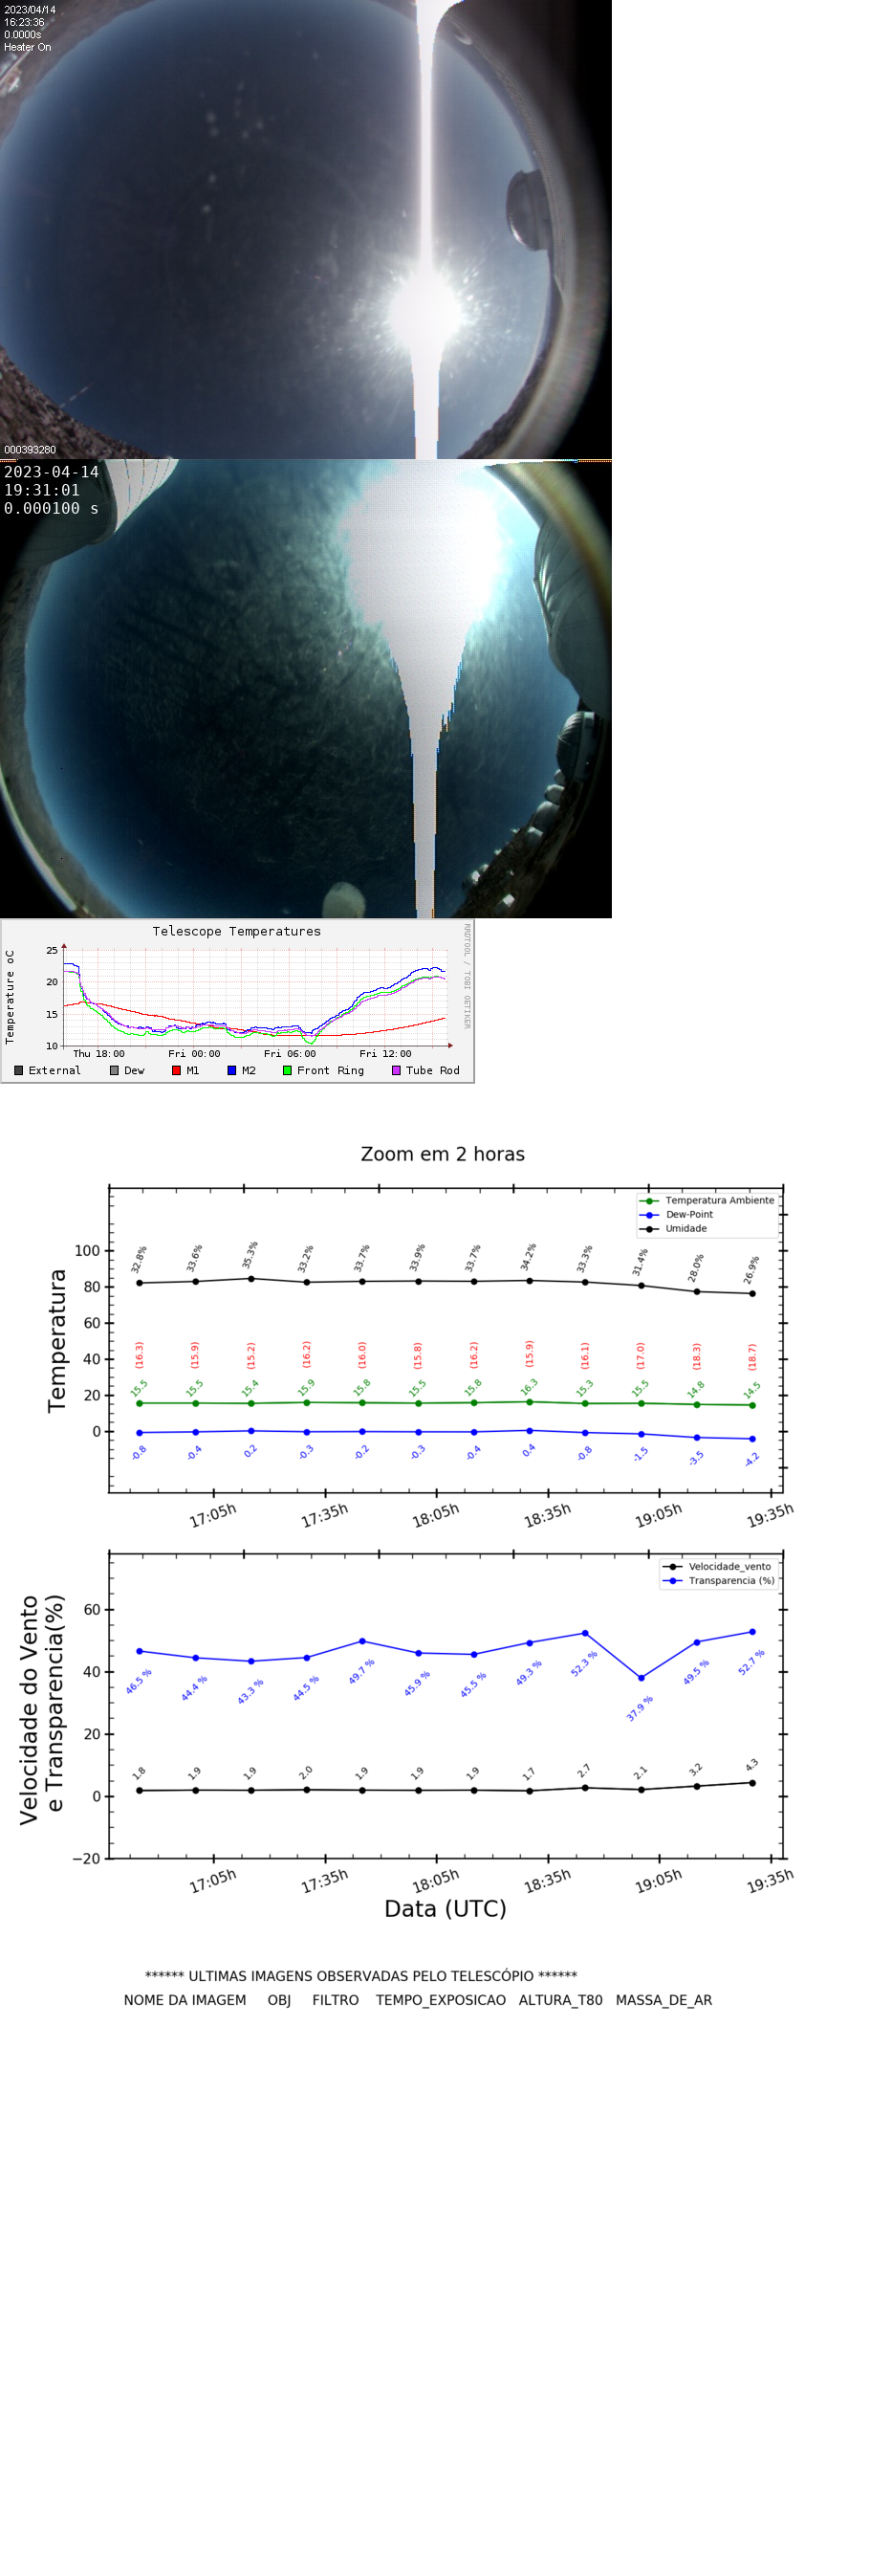 2023/04/14
16:23:36
0.0000s
Heater On
000393280
2023-04-14
19:31:01
0.000100 s
Telescope Temperatures
RRDTOOL / TOBI OETIKER
Temperature oC
25
20
15
10
Thu 18:00 Fri 00:00 Fri 06:00 Fri 12:00
External Dew M1 M2 Front Ring Tube Rod
Zoom em 2 horas
Temperatura Ambiente
Dew-Point
Umidade
Temperatura
100
80
60
40
20
0
32.8% 33.6% 35.3% 33.2% 33.7% 33.9% 33.7% 34.2% 33.3% 31.4% 28.0% 26.9%
(16.3) (15.9) (15.2) (16.2) (16.0) (15.8) (16.2) (15.9) (16.1) (17.0) (18.3) (18.7)
15.5 15.5 15.4 15.9 15.8 15.5 15.8 16.3 15.3 15.5 14.8 14.5
-0.8 -0.4 0.2 -0.3 -0.2 -0.3 -0.4 0.4 -0.8 -1.5 -3.5 -4.2
17:05h 17:35h 18:05h 18:35h 19:05h 19:35h
Velocidade_vento
Transparencia (%)
Velocidade do Vento
e Transparencia(%)
60
40
20
0
−20
46.5 % 44.4 % 43.3 % 44.5 % 49.7 % 45.9 % 45.5 % 49.3 % 52.3 % 37.9 % 49.5 % 52.7 %
1.8 1.9 1.9 2.0 1.9 1.9 1.9 1.7 2.7 2.1 3.2 4.3
17:05h 17:35h 18:05h 18:35h 19:05h 19:35h
Data (UTC)
****** ULTIMAS IMAGENS OBSERVADAS PELO TELESCÓPIO ******
NOME DA IMAGEM OBJ FILTRO TEMPO_EXPOSICAO ALTURA_T80 MASSA_DE_AR